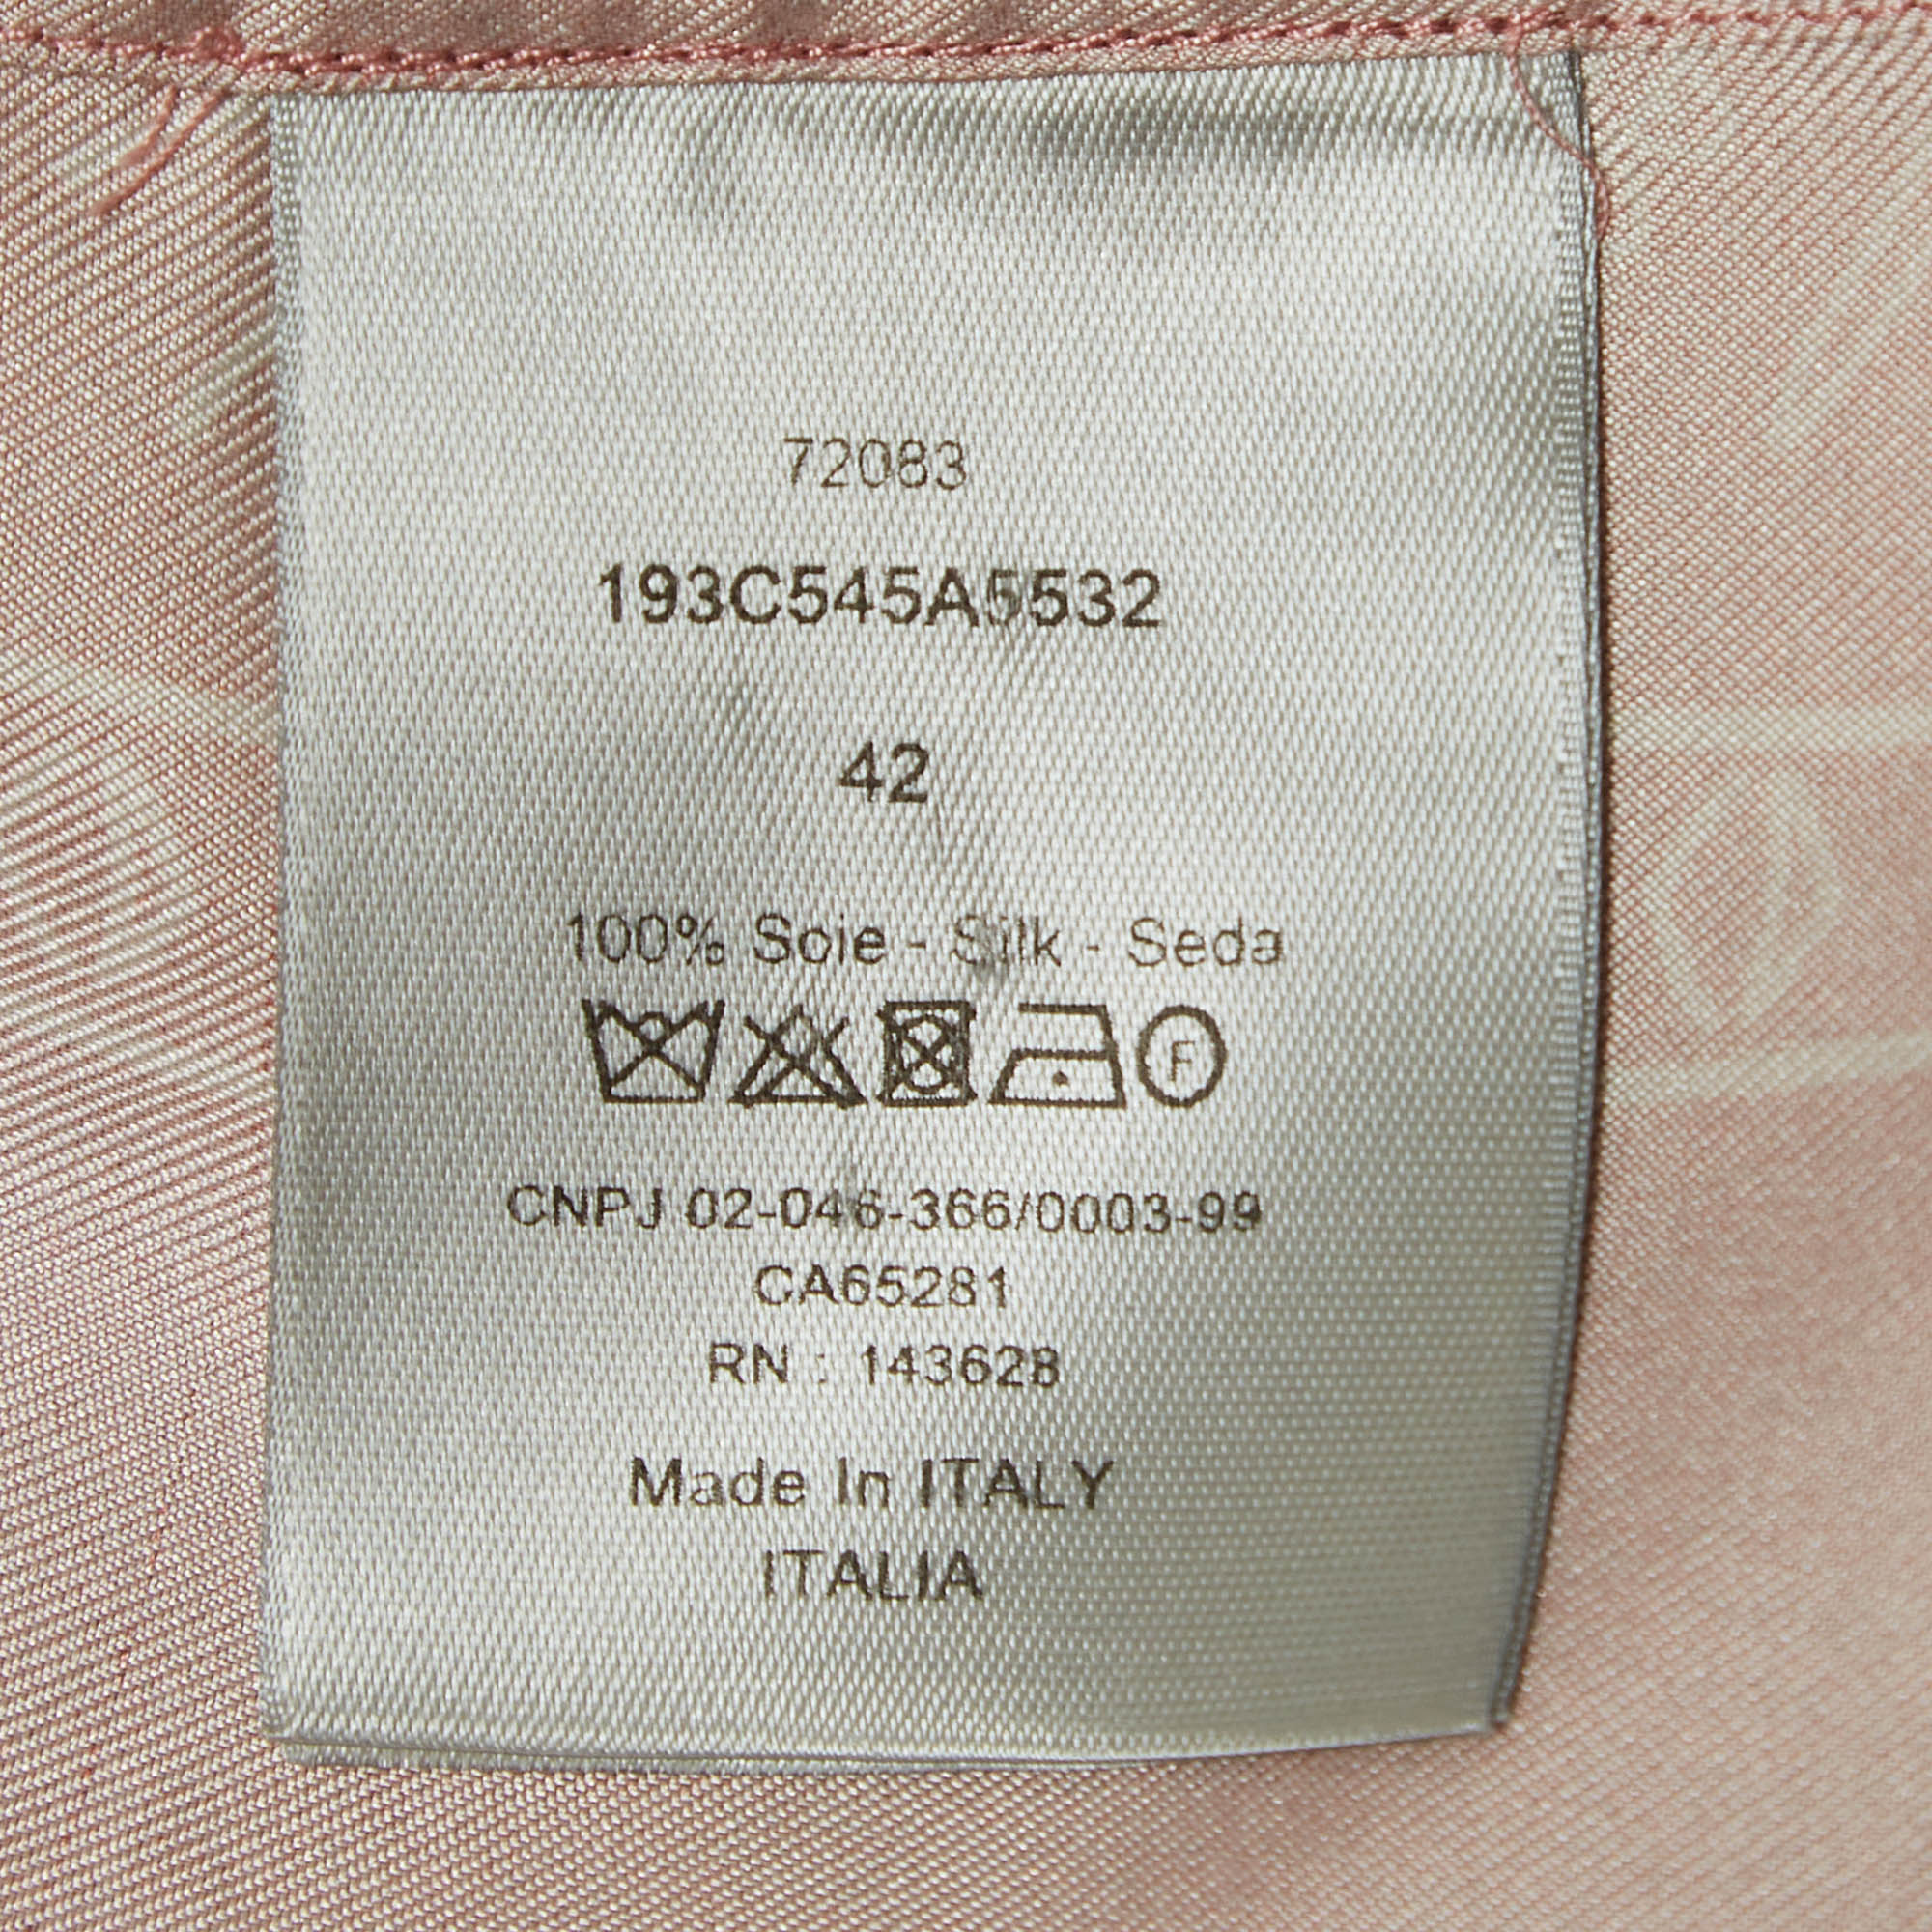 72083
193C545A5532
42
100% Soie - Silk - Seda
F
CNPJ 02-046-366/0003-99
CA65281
RN : 143628
Made In ITALY
ITALIA